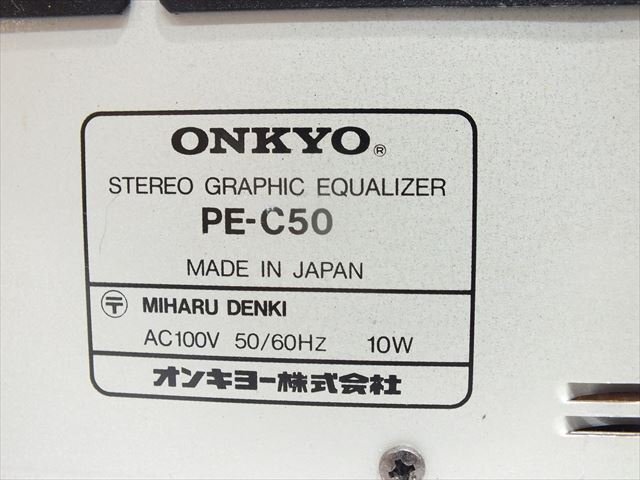 ONKYO®
STEREO GRAPHIC EQUALIZER
PE-C50
MADE IN JAPAN
〒 MIHARU DENKI
AC100V 50/60Hz 10W
オンキヨー株式会社